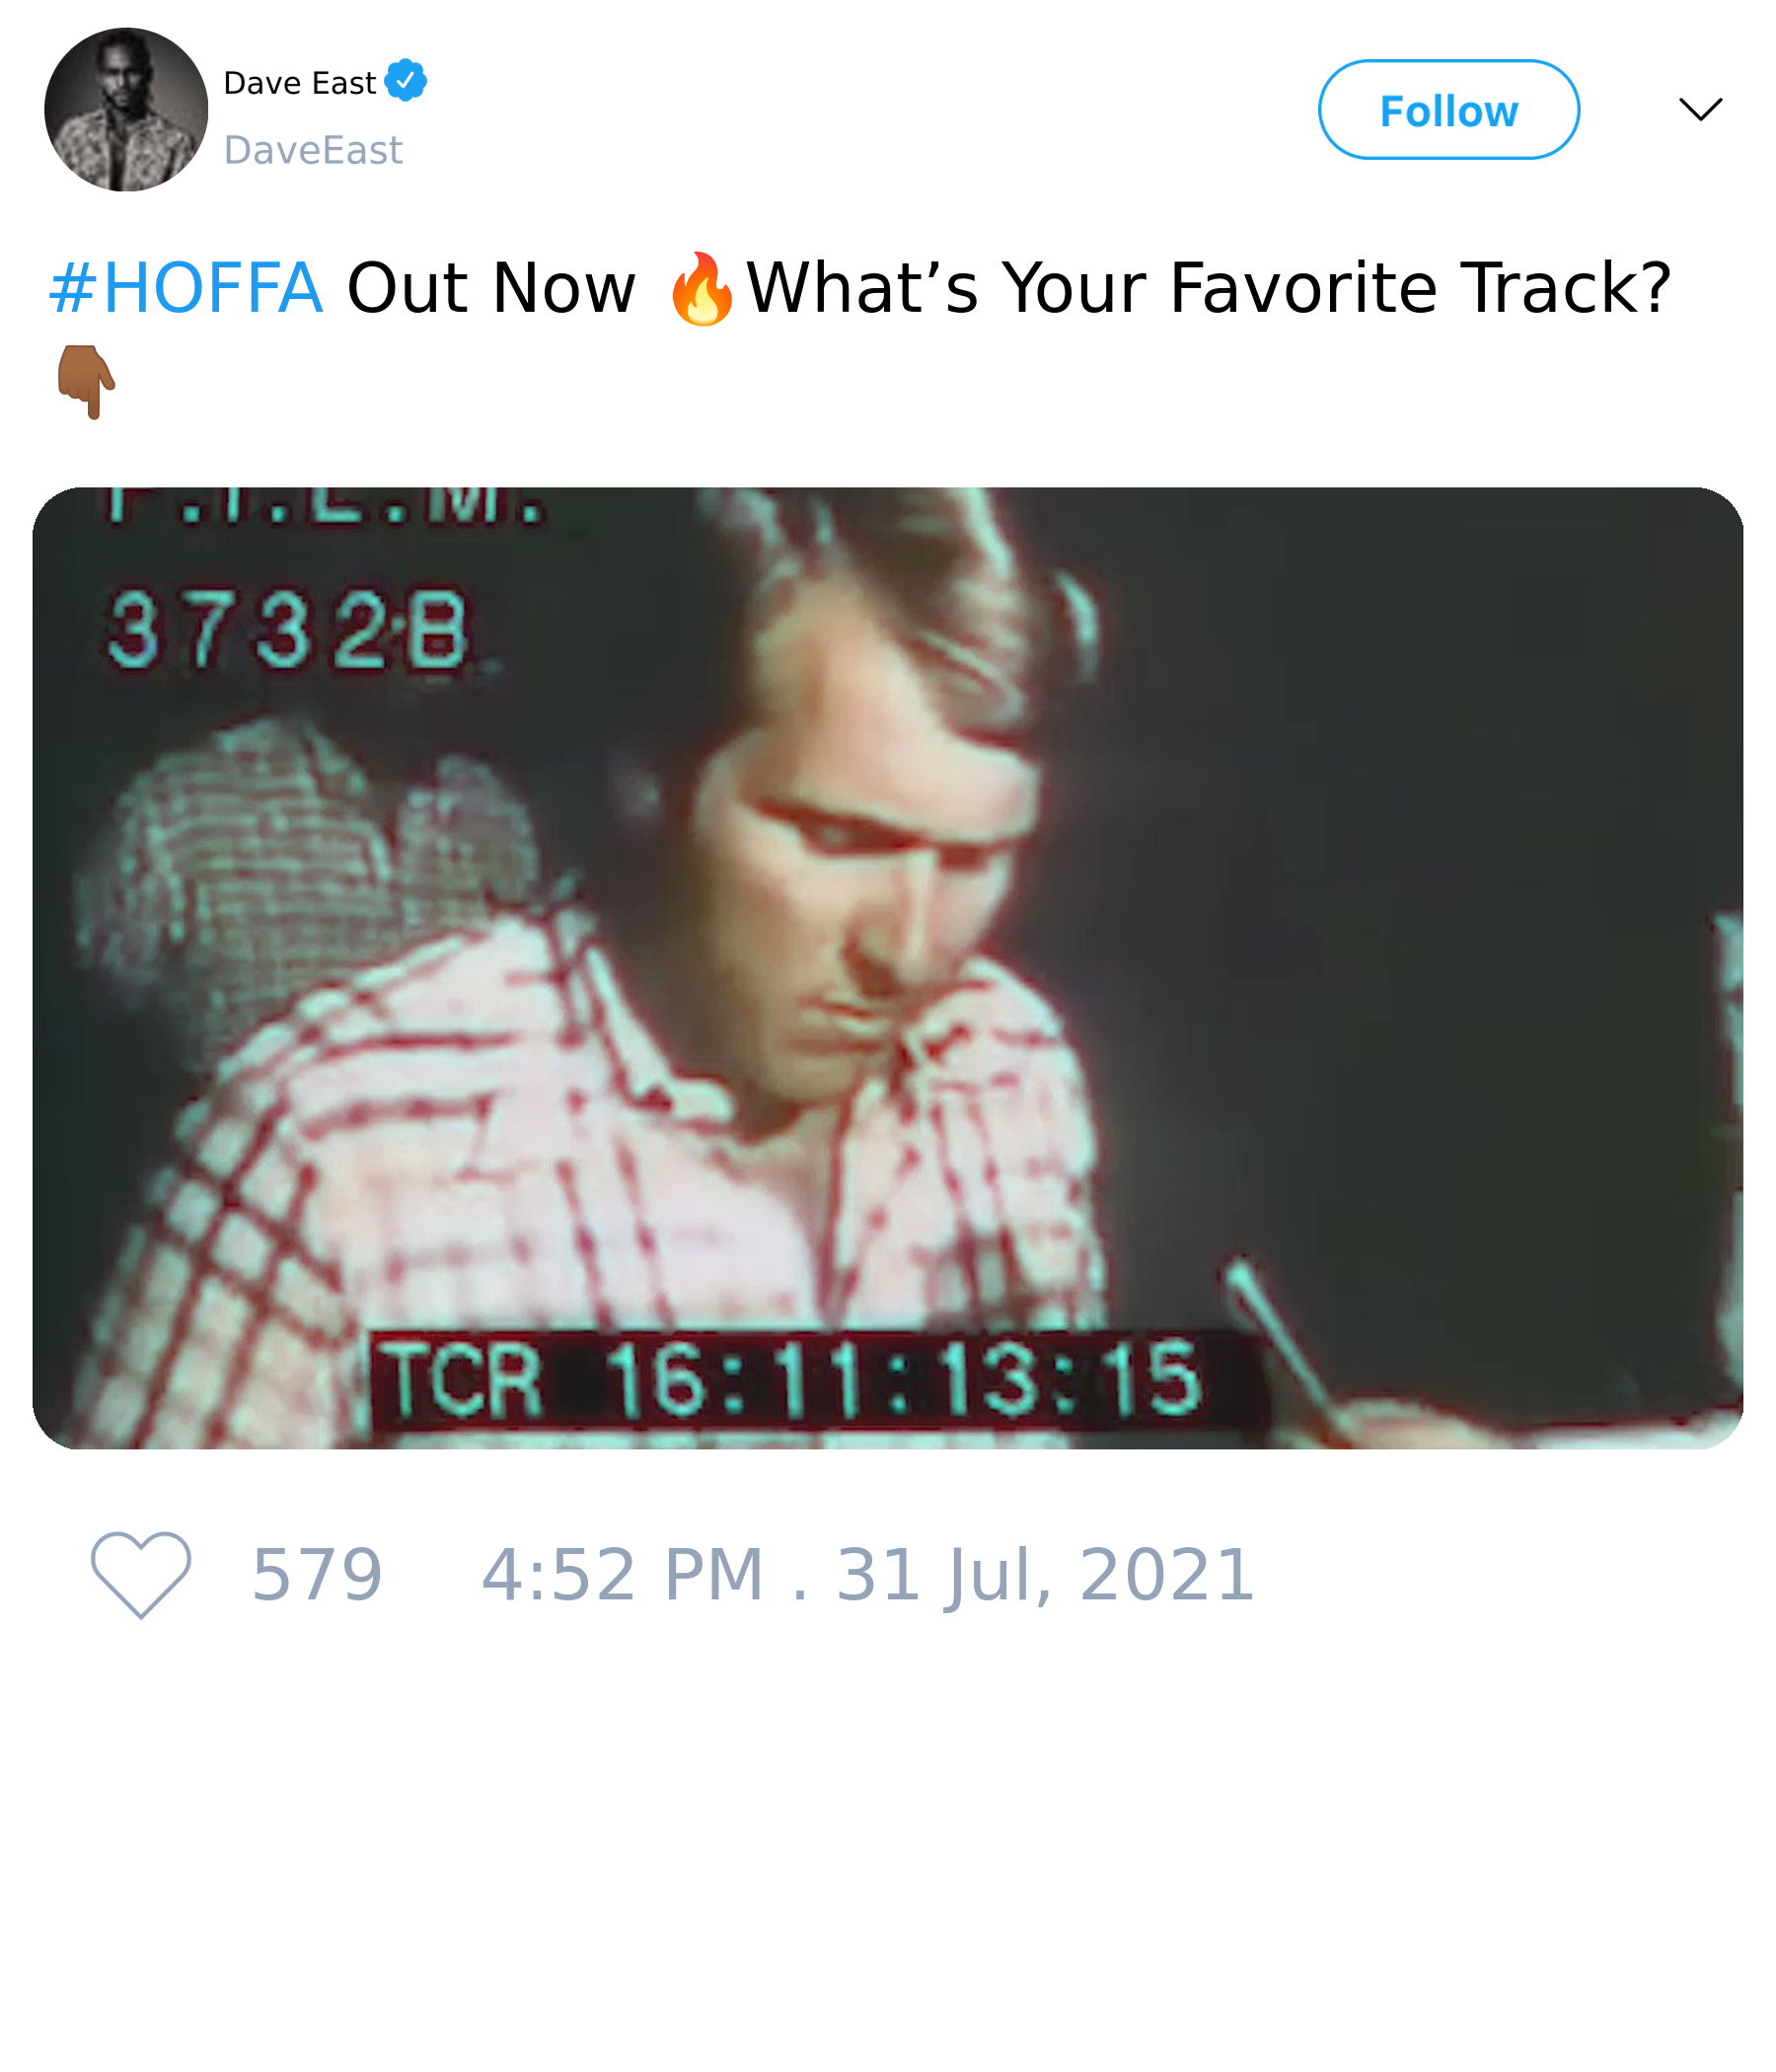 Dave East
DaveEast
Follow
#HOFFA Out Now 🔥What’s Your Favorite Track?
👇🏾
F.I.L.M.
3732B
TCR 16:11:13:15
579 4:52 PM . 31 Jul, 2021